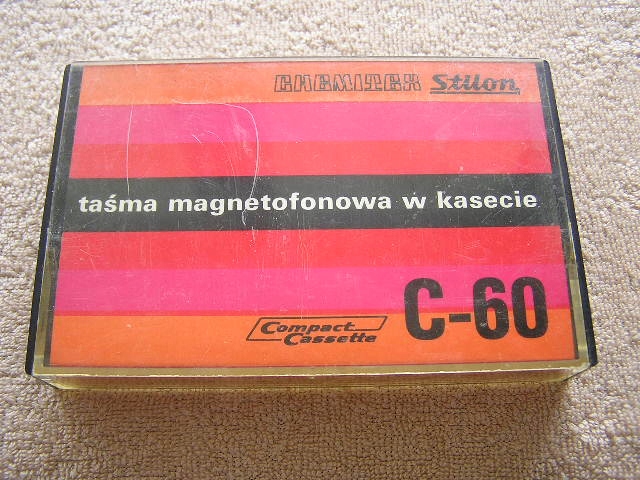 CHEMITEX Stilon
taśma magnetofonowa w kasecie
C-60
Compact
Cassette